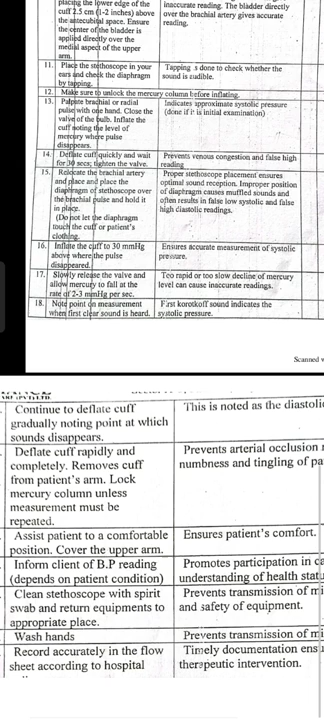 placing the lower edge of the
cuff 2.5 cm (1-2 inches) above
the antecubital space. Ensure
the center of the bladder is
applied directly over the
medial aspect of the upper
arm.
inaccurate reading. The bladder directly
over the brachial artery gives accurate
reading.
11. Place the stethoscope in your
ears and check the diaphragm
by tapping.
Tapping s done to check whether the
sound is audible.
12. Make sure to unlock the mercury column before inflating.
13. Palpate brachial or radial
pulse with one hand. Close the
valve of the bulb. Inflate the
cuff noting the level of
mercury where pulse
disappears.
Indicates approximate systolic pressure
(done if it is initial examination)
14. Deflate cuff quickly and wait
for 30 secs; tighten the valve.
Prevents venous congestion and false high
reading
15. Relocate the brachial artery
and place and place the
diaphragm of stethoscope over
the brachial pulse and hold it
in place.
(Do not let the diaphragm
touch the cuff or patient's
clothing.
Proper stethoscope placement ensures
optimal sound reception. Improper position
of diaphragm causes muffled sounds and
often results in false low systolic and false
high diastolic readings.
16. Inflate the cuff to 30 mmHg
above where the pulse
disappeared.
Ensures accurate measurement of systolic
pressure.
17. Slowly release the valve and
allow mercury to fall at the
rate of 2-3 mmHg per sec.
Too rapid or too slow decline of mercury
level can cause inaccurate readings.
18. Note point on measurement
when first clear sound is heard.
First korotkoff sound indicates the
systolic pressure.
Scanned w
Continue to deflate cuff
gradually noting point at which
sounds disappears.
This is noted as the diastolic
Deflate cuff rapidly and
completely. Removes cuff
from patient's arm. Lock
mercury column unless
measurement must be
repeated.
Prevents arterial occlusion
numbness and tingling of pa
Assist patient to a comfortable
position. Cover the upper arm.
Ensures patient's comfort.
Inform client of B.P reading
(depends on patient condition)
Promotes participation in ca
understanding of health statu
Clean stethoscope with spirit
swab and return equipments to
appropriate place.
Prevents transmission of mi
and safety of equipment.
Wash hands
Prevents transmission of mi
Record accurately in the flow
sheet according to hospital
Timely documentation ens
therapeutic intervention.